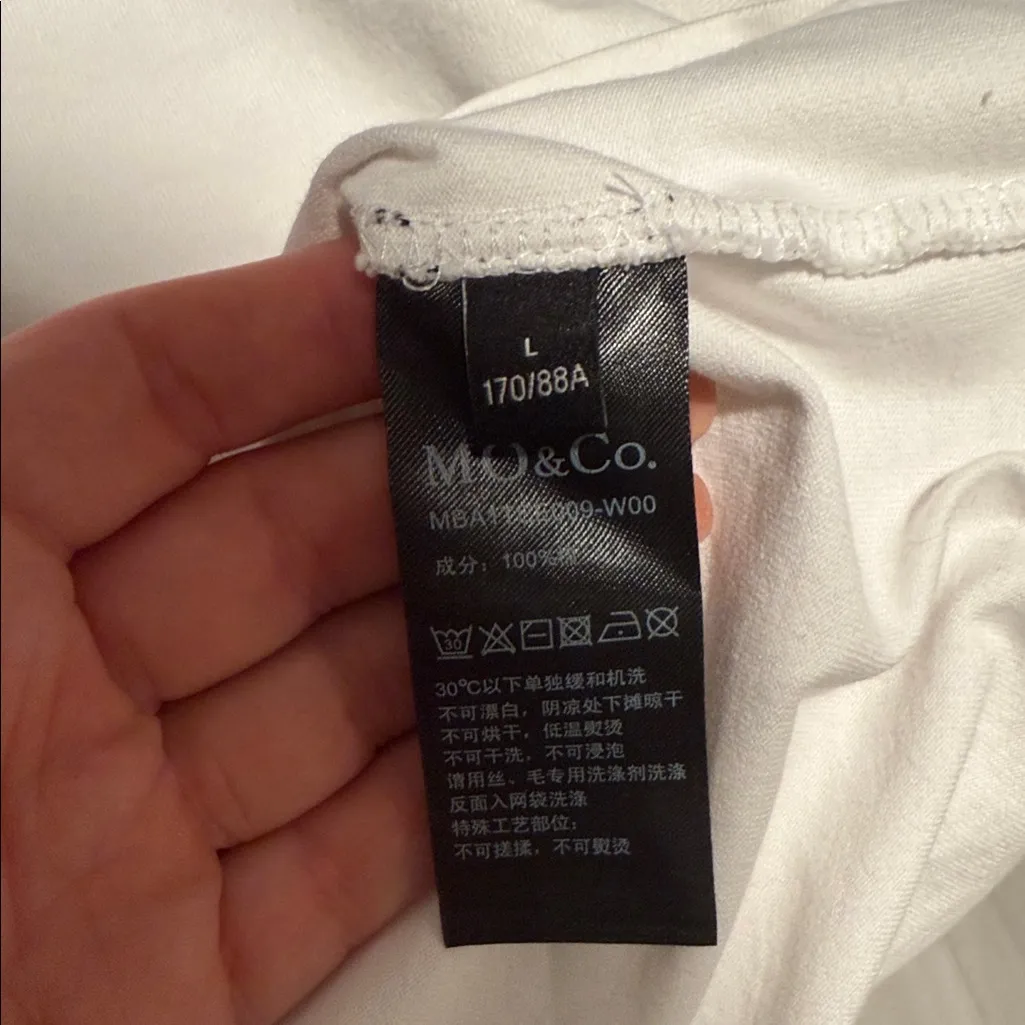 L
170/88A
MO&Co.
成分：100%棉
30
30℃以下单独缓和机洗
不可漂白，阴凉处下摊晾干
不可烘干，低温熨烫
不可干洗，不可浸泡
请用丝、毛专用洗涤剂洗涤
反面入网袋洗涤
特殊工艺部位：
不可搓揉，不可熨烫